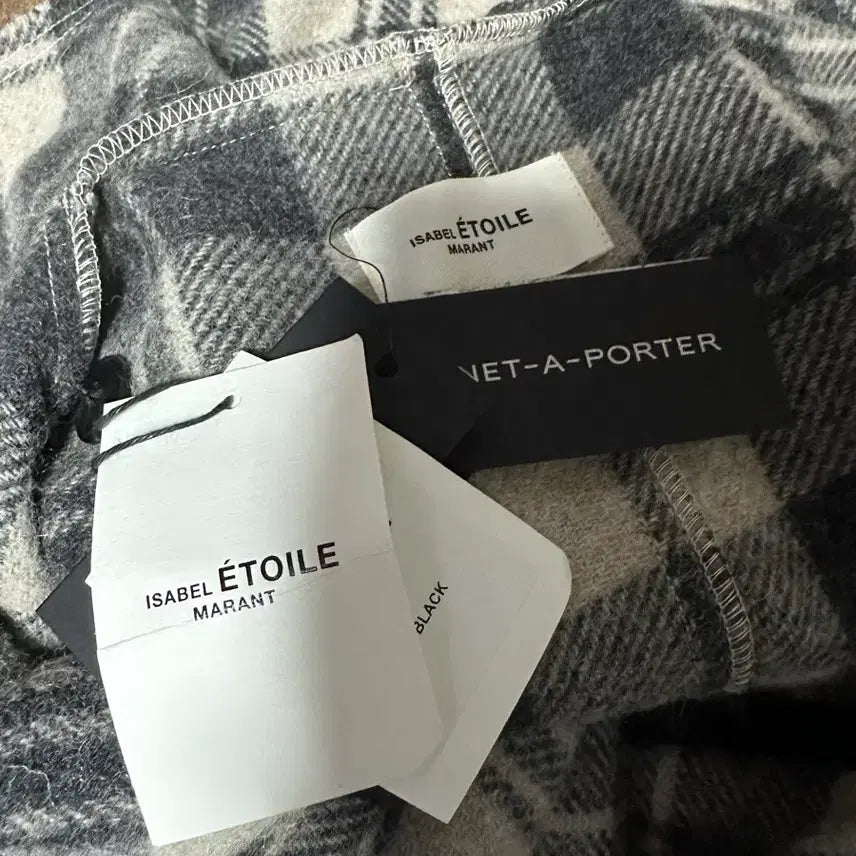 ISABEL ÉTOILE
MARANT
NET-A-PORTER
ISABEL ÉTOILE
MARANT
BLACK